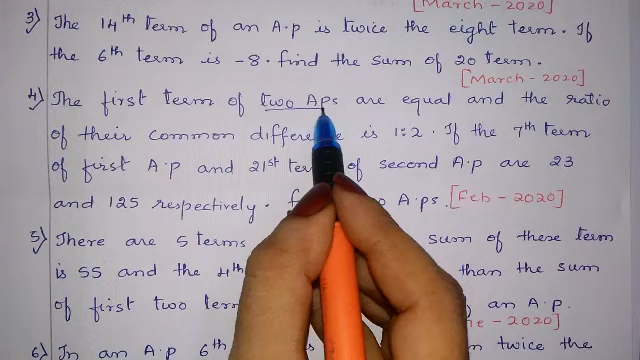 [March - 2020]
3) The 14th term of an A.p is twice the eight term. If
the 6th term is -8. find the sum of 20 term.
[March - 2020]
4) The first term of two APs are equal and the ratio
of their common difference is 1:2. If the 7th term
of first A.p and 21st of second A.p are 23
and 125 respectively. A.ps. [Feb - 2020]
5) There are 5 terms sum of these term
is 55 and the 4th than the sum
of first two of an A.p.
- 2020]
6) In an A.p 6th twice the